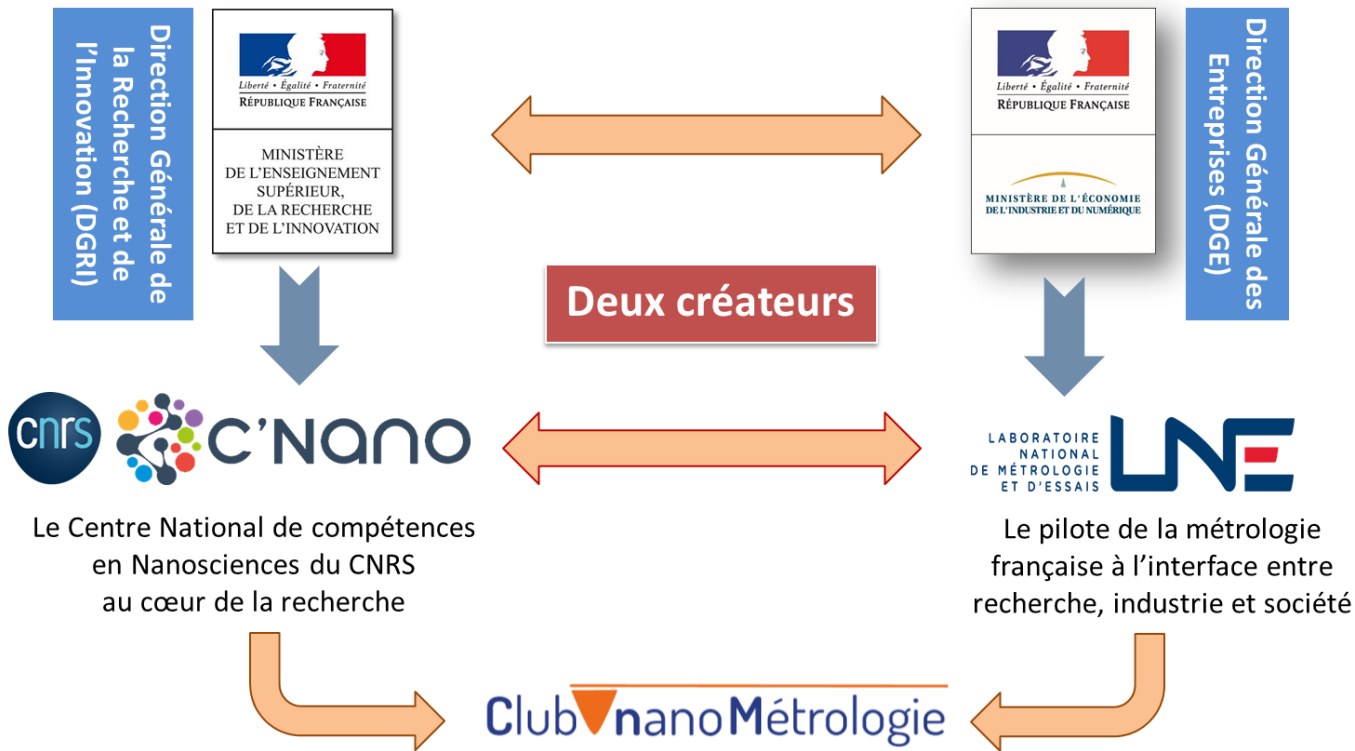 Direction Générale de
la Recherche et de
l'Innovation (DGRI)
Liberté • Égalité • Fraternité
RÉPUBLIQUE FRANÇAISE
MINISTÈRE
DE L'ENSEIGNEMENT
SUPÉRIEUR,
DE LA RECHERCHE
ET DE L'INNOVATION
Liberté • Égalité • Fraternité
RÉPUBLIQUE FRANÇAISE
MINISTÈRE DE L'ÉCONOMIE
DE L'INDUSTRIE ET DU NUMÉRIQUE
Direction Générale des
Entreprises (DGE)
Deux créateurs
cnrs
C'NANO
LABORATOIRE
NATIONAL
DE MÉTROLOGIE
ET D'ESSAIS
LNE
Le Centre National de compétences
en Nanosciences du CNRS
au cœur de la recherche
Le pilote de la métrologie
française à l'interface entre
recherche, industrie et société
Club nanoMétrologie